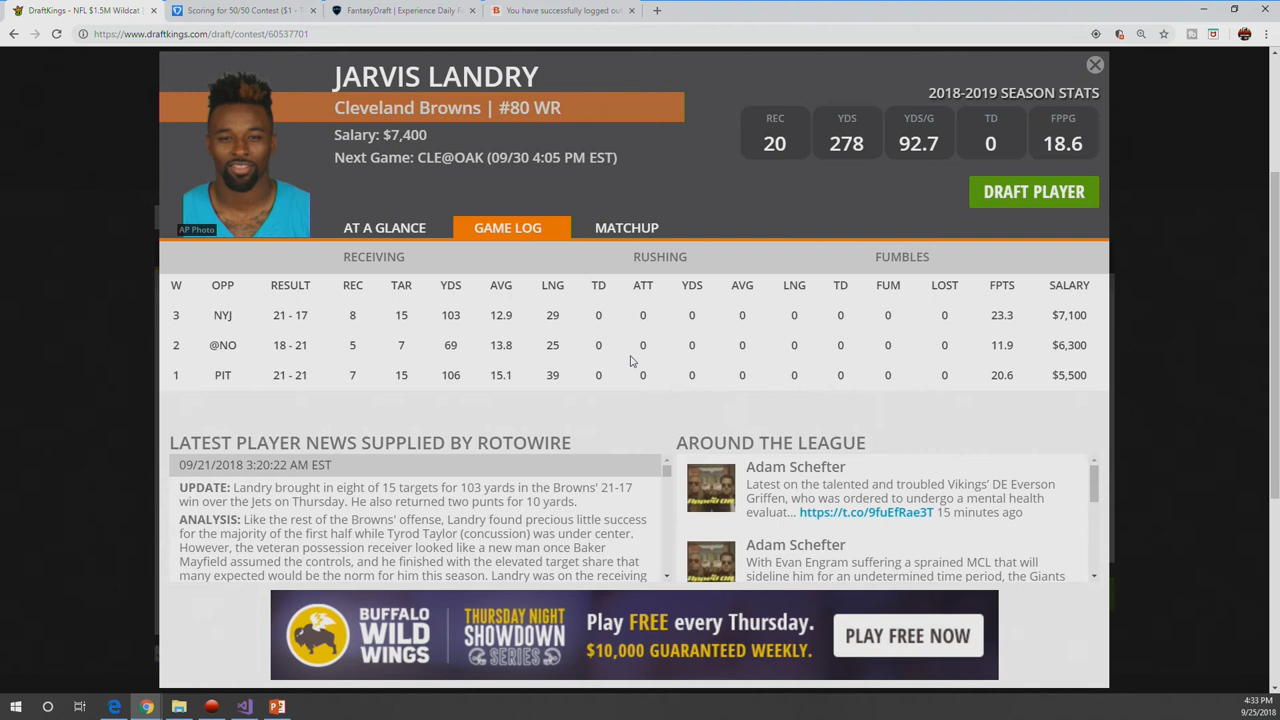 DraftKings - NFL $1.5M Wildcat
Scoring for 50/50 Contest ($1 - T
FantasyDraft | Experience Daily F
You have successfully logged out
https://www.draftkings.com/draft/contest/60537701
JARVIS LANDRY
Cleveland Browns | #80 WR
Salary: $7,400
Next Game: CLE@OAK (09/30 4:05 PM EST)
AP Photo
2018-2019 SEASON STATS
REC YDS YDS/G TD FPPG
20 278 92.7 0 18.6
DRAFT PLAYER
AT A GLANCE GAME LOG MATCHUP
RECEIVING RUSHING FUMBLES
W OPP RESULT REC TAR YDS AVG LNG TD ATT YDS AVG LNG TD FUM LOST FPTS SALARY
3 NYJ 21 - 17 8 15 103 12.9 29 0 0 0 0 0 0 0 0 23.3 $7,100
2 @NO 18 - 21 5 7 69 13.8 25 0 0 0 0 0 0 0 0 11.9 $6,300
1 PIT 21 - 21 7 15 106 15.1 39 0 0 0 0 0 0 0 0 20.6 $5,500
LATEST PLAYER NEWS SUPPLIED BY ROTOWIRE
09/21/2018 3:20:22 AM EST
UPDATE: Landry brought in eight of 15 targets for 103 yards in the Browns' 21-17
win over the Jets on Thursday. He also returned two punts for 10 yards.
ANALYSIS: Like the rest of the Browns' offense, Landry found precious little success
for the majority of the first half while Tyrod Taylor (concussion) was under center.
However, the veteran possession receiver looked like a new man once Baker
Mayfield assumed the controls, and he finished with the elevated target share that
many expected would be the norm for him this season. Landry was on the receiving
AROUND THE LEAGUE
Adam Schefter
Latest on the talented and troubled Vikings' DE Everson
Griffen, who was ordered to undergo a mental health
evaluat... https://t.co/9fuEfRae3T 15 minutes ago
Adam Schefter
With Evan Engram suffering a sprained MCL that will
sideline him for an undetermined time period, the Giants
BUFFALO
WILD
WINGS
THURSDAY NIGHT
SHOWDOWN
SERIES
Play FREE every Thursday.
$10,000 GUARANTEED WEEKLY.
PLAY FREE NOW
4:33 PM
9/25/2018